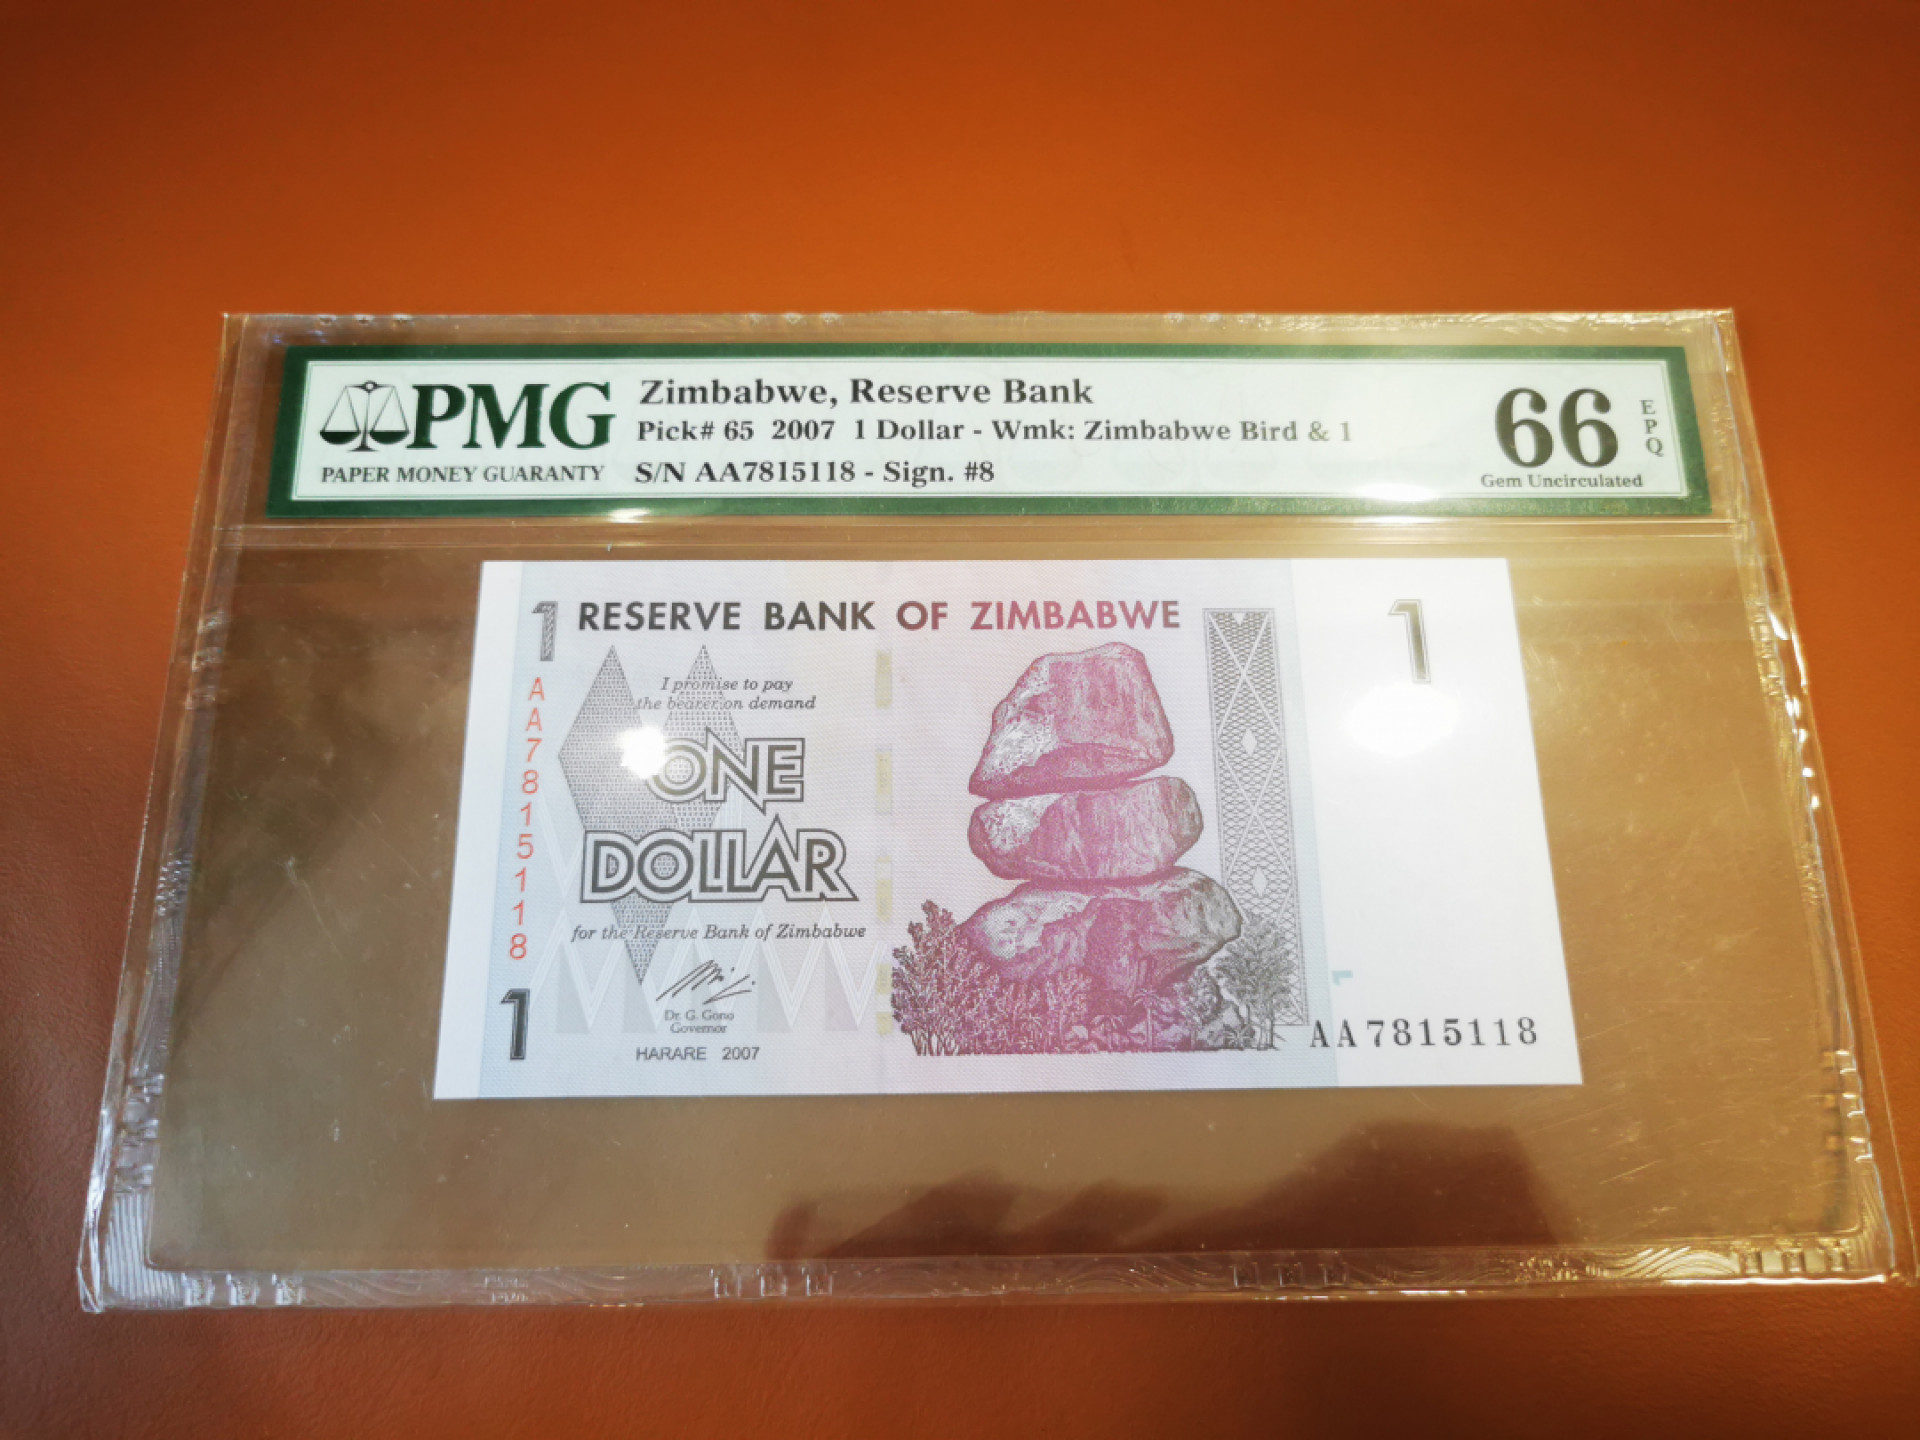 PMG
PAPER MONEY GUARANTY
Zimbabwe, Reserve Bank
Pick# 65 2007 1 Dollar - Wmk: Zimbabwe Bird & 1
S/N AA7815118 - Sign. #8
66
EPQ
Gem Uncirculated
1
RESERVE BANK OF ZIMBABWE
1
AA7815118
I promise to pay
the bearer on demand
ONE
DOLLAR
for the Reserve Bank of Zimbabwe
Dr. G. Gono
Governor
HARARE 2007
1
1
AA7815118